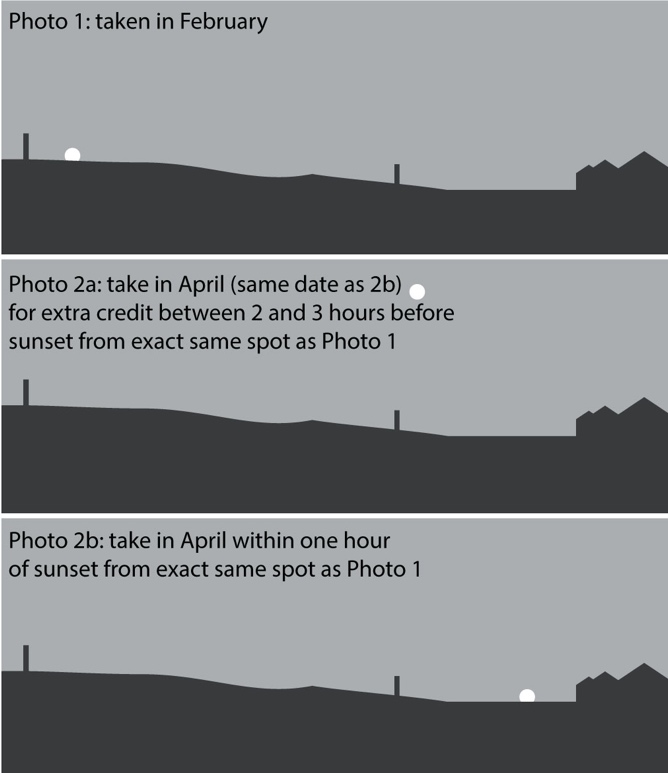 Photo 1: taken in February
Photo 2a: take in April (same date as 2b)
for extra credit between 2 and 3 hours before
sunset from exact same spot as Photo 1
Photo 2b: take in April within one hour
of sunset from exact same spot as Photo 1